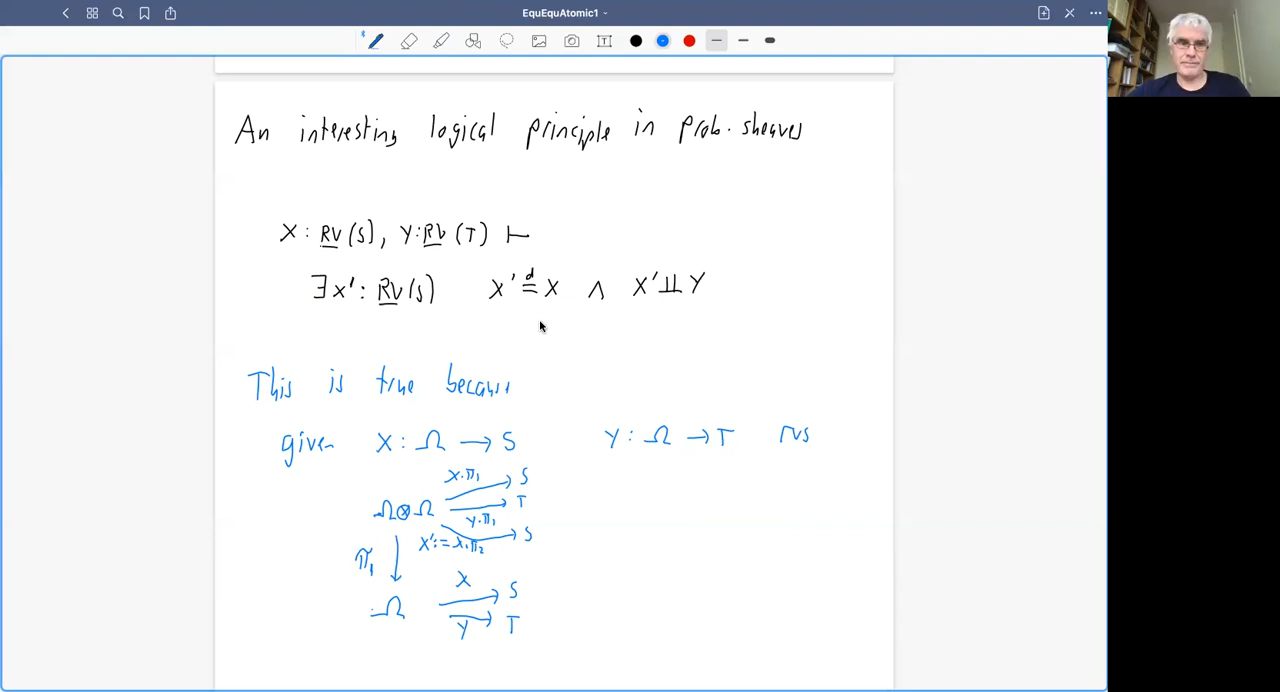 EquEquAtomic1
An interesting logical principle in prob. sheaves
X : RV(S), Y : RV(T) ⊢
∃X' : RV(S) X' =ᵈ X ∧ X' ⫫ Y
This is true because
given X : Ω → S Y : Ω → T rvs
X∘π₁ S
Ω⊗Ω T
Y∘π₁
S
X' := X∘π₂
π₁
X S
Ω
Y T